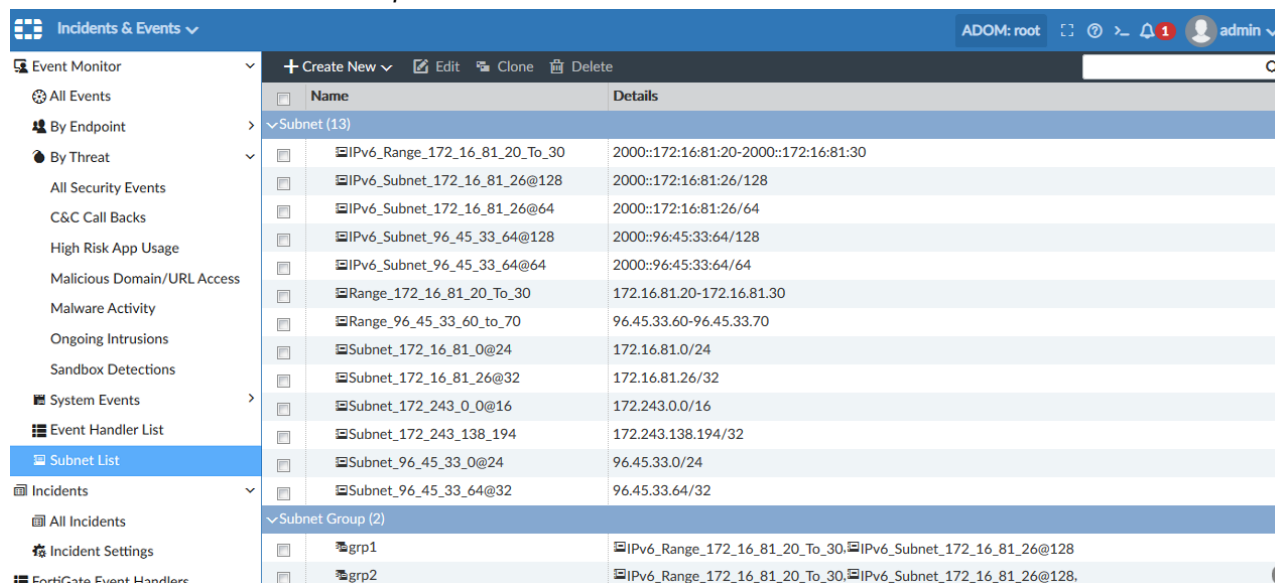 Incidents & Events
ADOM: root
1
admin
Event Monitor
All Events
By Endpoint
By Threat
All Security Events
C&C Call Backs
High Risk App Usage
Malicious Domain/URL Access
Malware Activity
Ongoing Intrusions
Sandbox Detections
System Events
Event Handler List
Subnet List
Incidents
All Incidents
Incident Settings
FortiGate Event Handlers
Create New Edit Clone Delete
Name Details
Subnet (13)
IPv6_Range_172_16_81_20_To_30 2000::172:16:81:20-2000::172:16:81:30
IPv6_Subnet_172_16_81_26@128 2000::172:16:81:26/128
IPv6_Subnet_172_16_81_26@64 2000::172:16:81:26/64
IPv6_Subnet_96_45_33_64@128 2000::96:45:33:64/128
IPv6_Subnet_96_45_33_64@64 2000::96:45:33:64/64
Range_172_16_81_20_To_30 172.16.81.20-172.16.81.30
Range_96_45_33_60_to_70 96.45.33.60-96.45.33.70
Subnet_172_16_81_0@24 172.16.81.0/24
Subnet_172_16_81_26@32 172.16.81.26/32
Subnet_172_243_0_0@16 172.243.0.0/16
Subnet_172_243_138_194 172.243.138.194/32
Subnet_96_45_33_0@24 96.45.33.0/24
Subnet_96_45_33_64@32 96.45.33.64/32
Subnet Group (2)
grp1 IPv6_Range_172_16_81_20_To_30,IPv6_Subnet_172_16_81_26@128
grp2 IPv6_Range_172_16_81_20_To_30,IPv6_Subnet_172_16_81_26@128,